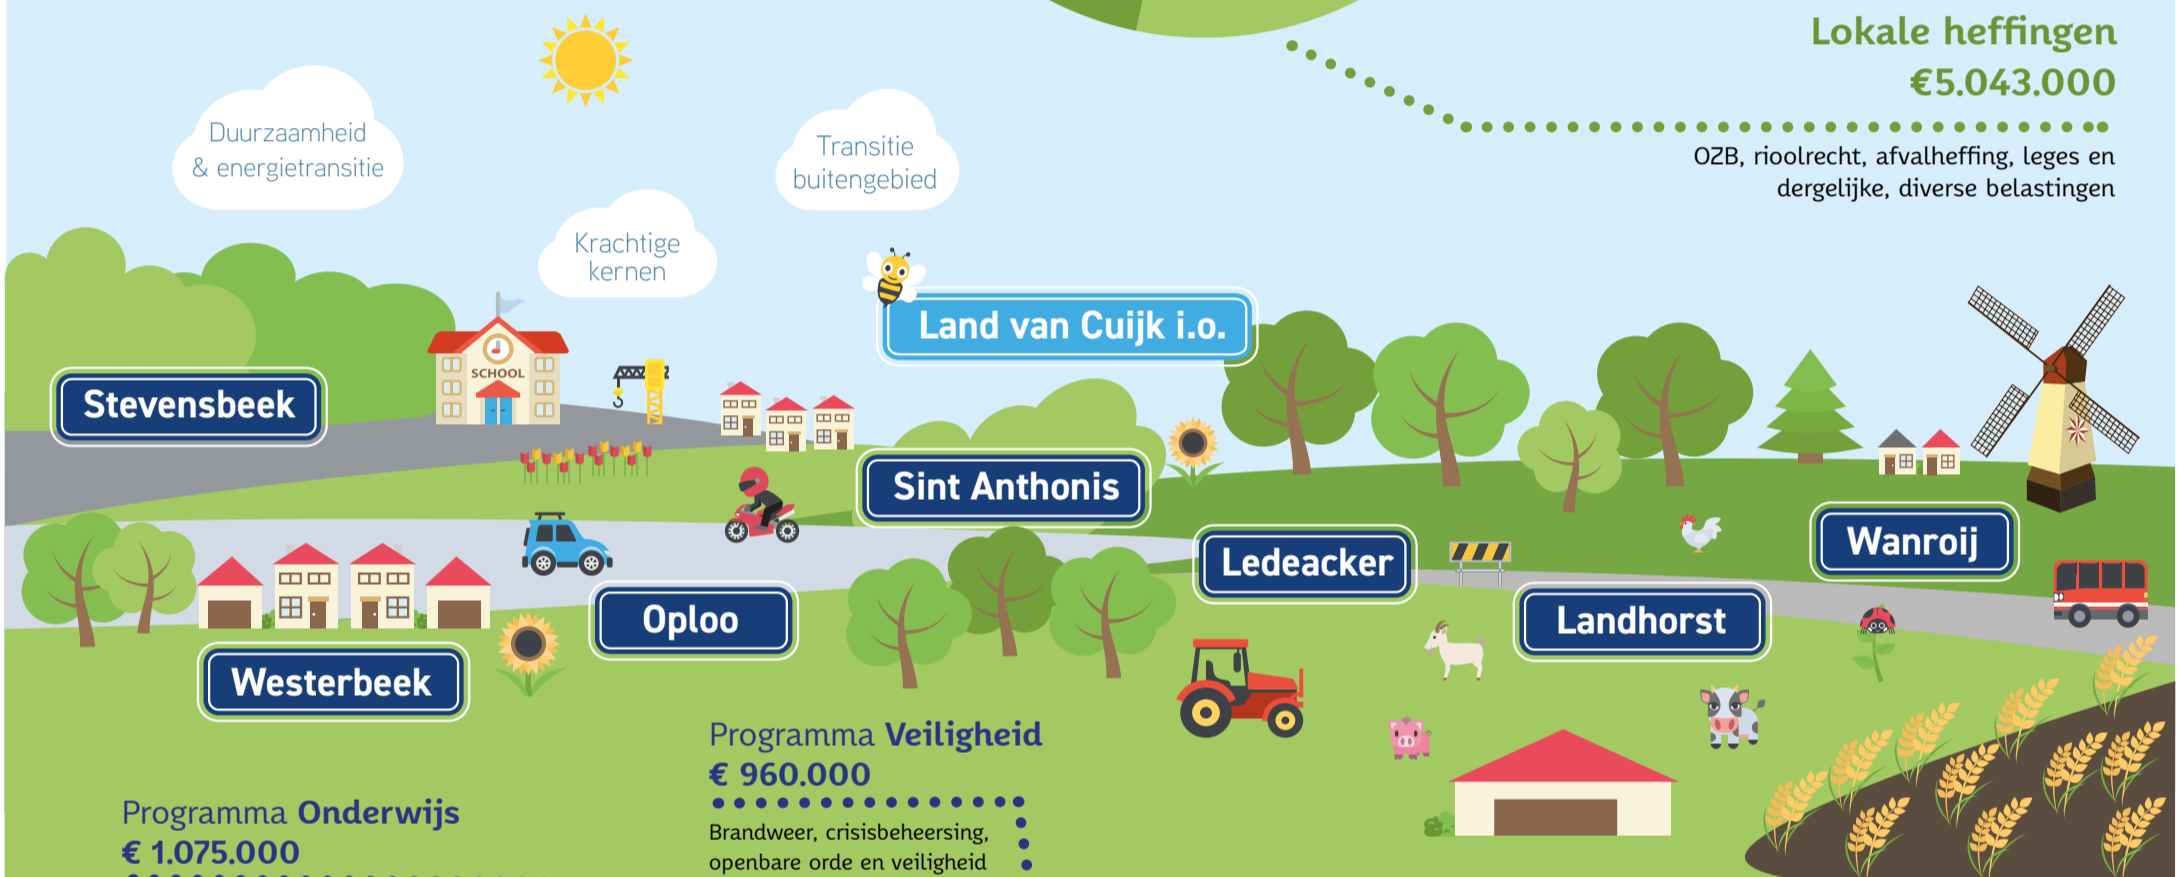 Lokale heffingen
€5.043.000
OZB, rioolrecht, afvalheffing, leges en
dergelijke, diverse belastingen
Duurzaamheid
& energietransitie
Transitie
buitengebied
Krachtige
kernen
Land van Cuijk i.o.
SCHOOL
Stevensbeek
Sint Anthonis
Wanroij
Ledeacker
Oploo
Landhorst
Westerbeek
Programma Veiligheid
€ 960.000
Brandweer, crisisbeheersing,
openbare orde en veiligheid
Programma Onderwijs
€ 1.075.000